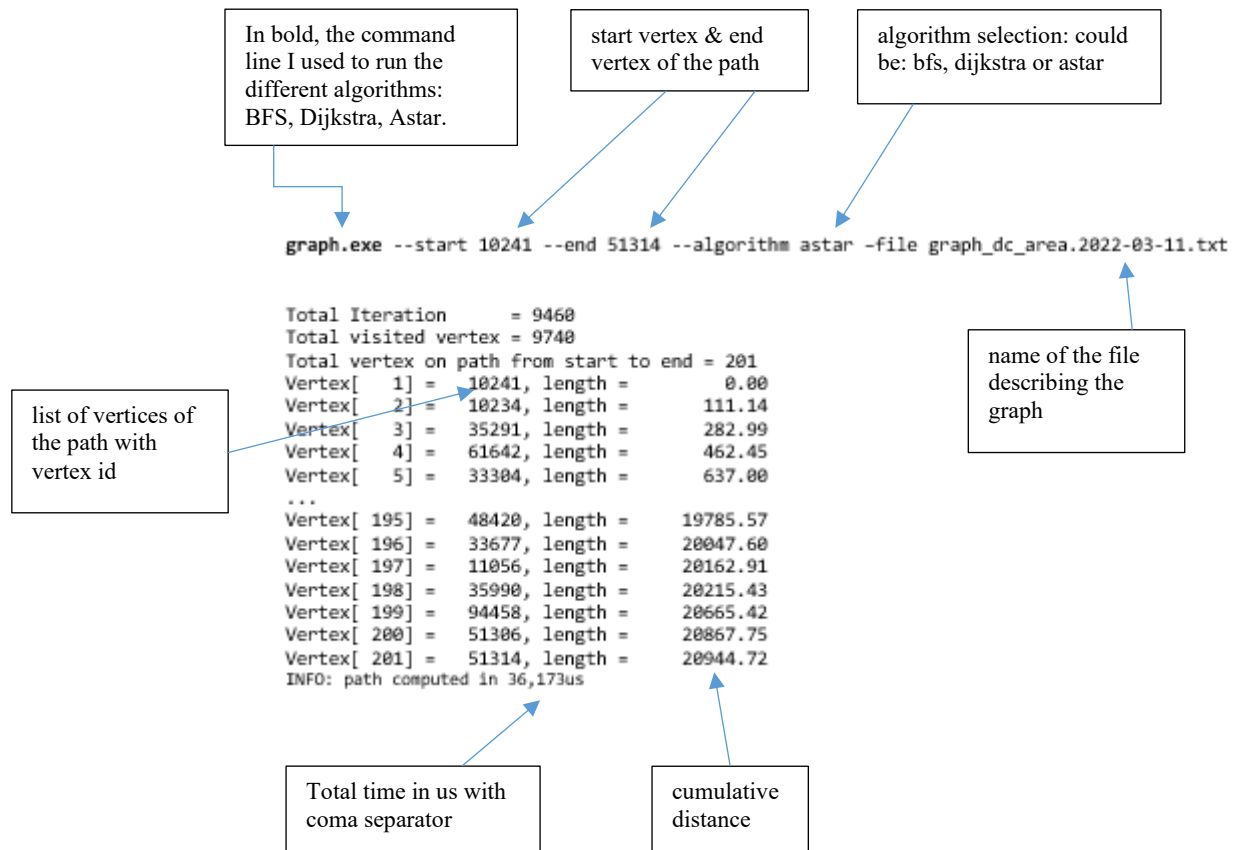 In bold, the command
line I used to run the
different algorithms:
BFS, Dijkstra, Astar.
start vertex & end
vertex of the path
algorithm selection: could
be: bfs, dijkstra or astar
graph.exe --start 10241 --end 51314 --algorithm astar –file graph_dc_area.2022-03-11.txt
Total Iteration       = 9460
Total visited vertex = 9740
Total vertex on path from start to end = 201
Vertex[   1] =   10241, length =         0.00
Vertex[   2] =   10234, length =       111.14
Vertex[   3] =   35291, length =       282.99
Vertex[   4] =   61642, length =       462.45
Vertex[   5] =   33304, length =       637.00
...
Vertex[ 195] =   48420, length =     19785.57
Vertex[ 196] =   33677, length =     20047.60
Vertex[ 197] =   11056, length =     20162.91
Vertex[ 198] =   35990, length =     20215.43
Vertex[ 199] =   94458, length =     20665.42
Vertex[ 200] =   51306, length =     20867.75
Vertex[ 201] =   51314, length =     20944.72
INFO: path computed in 36,173us
name of the file
describing the
graph
list of vertices of
the path with
vertex id
Total time in us with
coma separator
cumulative
distance